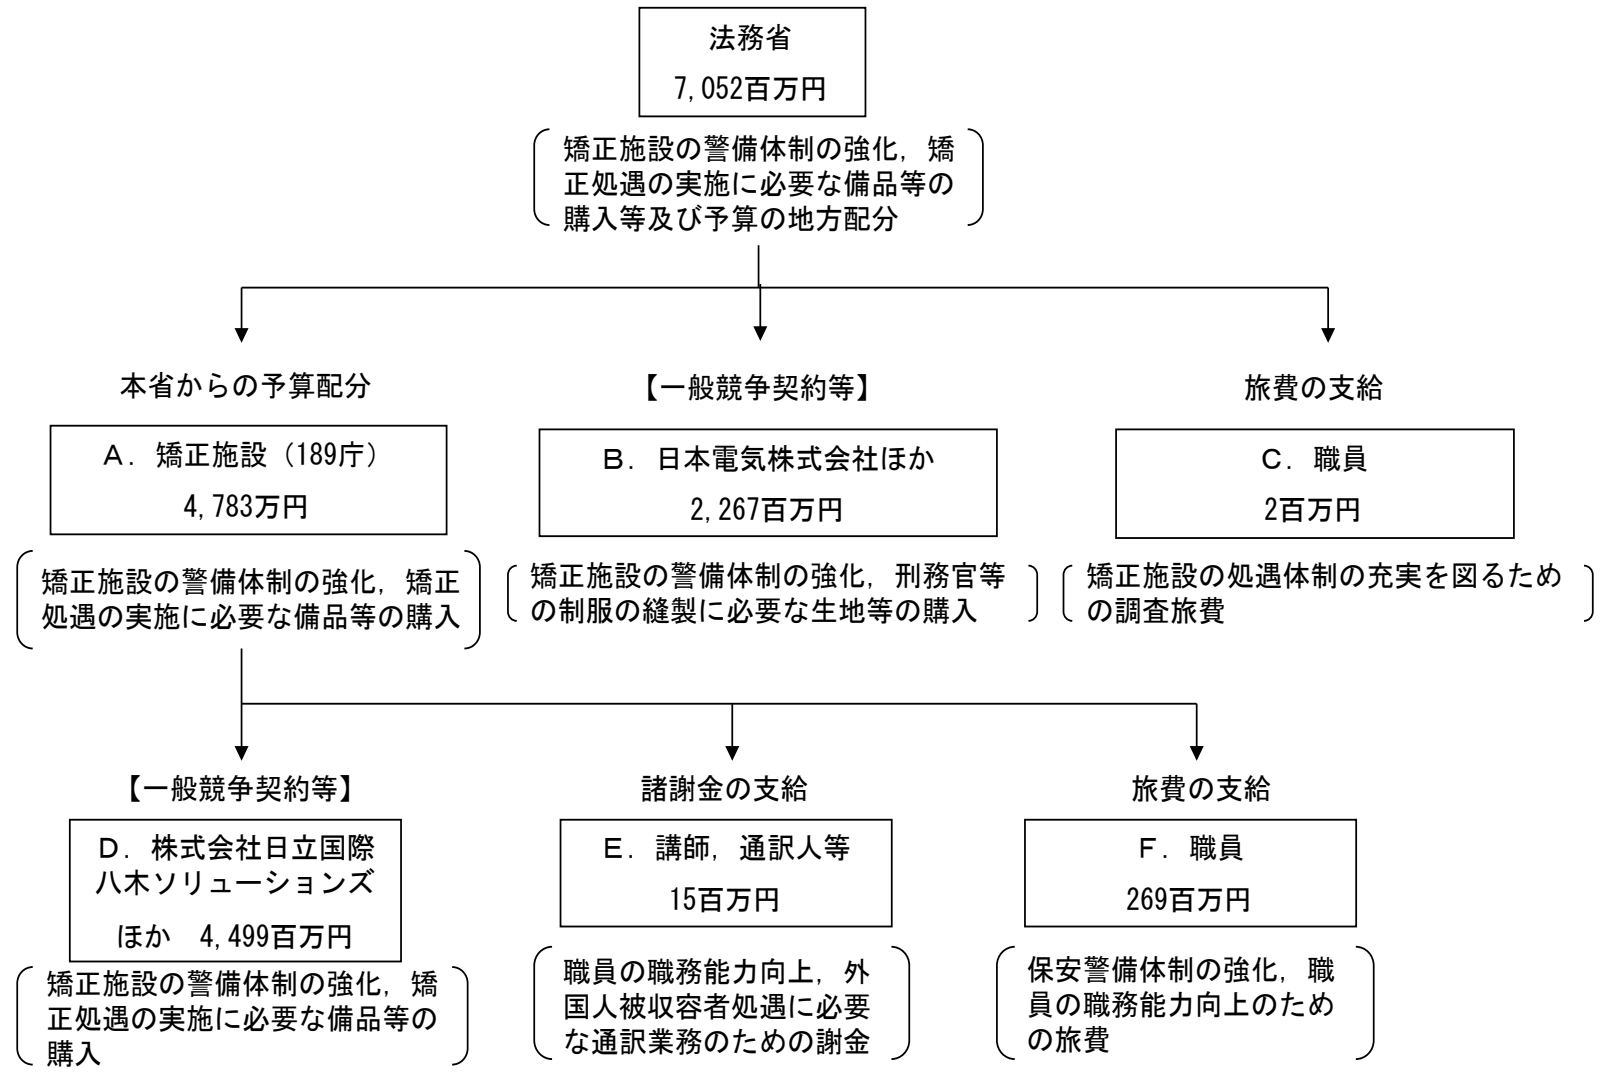 法務省
7,052百万円
矯正施設の警備体制の強化，矯
正処遇の実施に必要な備品等の
購入等及び予算の地方配分
本省からの予算配分
【一般競争契約等】
旅費の支給
Ａ．矯正施設（189庁）
4,783万円
Ｂ．日本電気株式会社ほか
2,267百万円
Ｃ．職員
2百万円
矯正施設の警備体制の強化，矯正
処遇の実施に必要な備品等の購入
矯正施設の警備体制の強化，刑務官等
の制服の縫製に必要な生地等の購入
矯正施設の処遇体制の充実を図るため
の調査旅費
【一般競争契約等】
諸謝金の支給
旅費の支給
Ｄ．株式会社日立国際
八木ソリューションズ
ほか　4,499百万円
Ｅ．講師，通訳人等
15百万円
Ｆ．職員
269百万円
矯正施設の警備体制の強化，矯
正処遇の実施に必要な備品等の
購入
職員の職務能力向上，外
国人被収容者処遇に必要
な通訳業務のための謝金
保安警備体制の強化，職
員の職務能力向上のため
の旅費